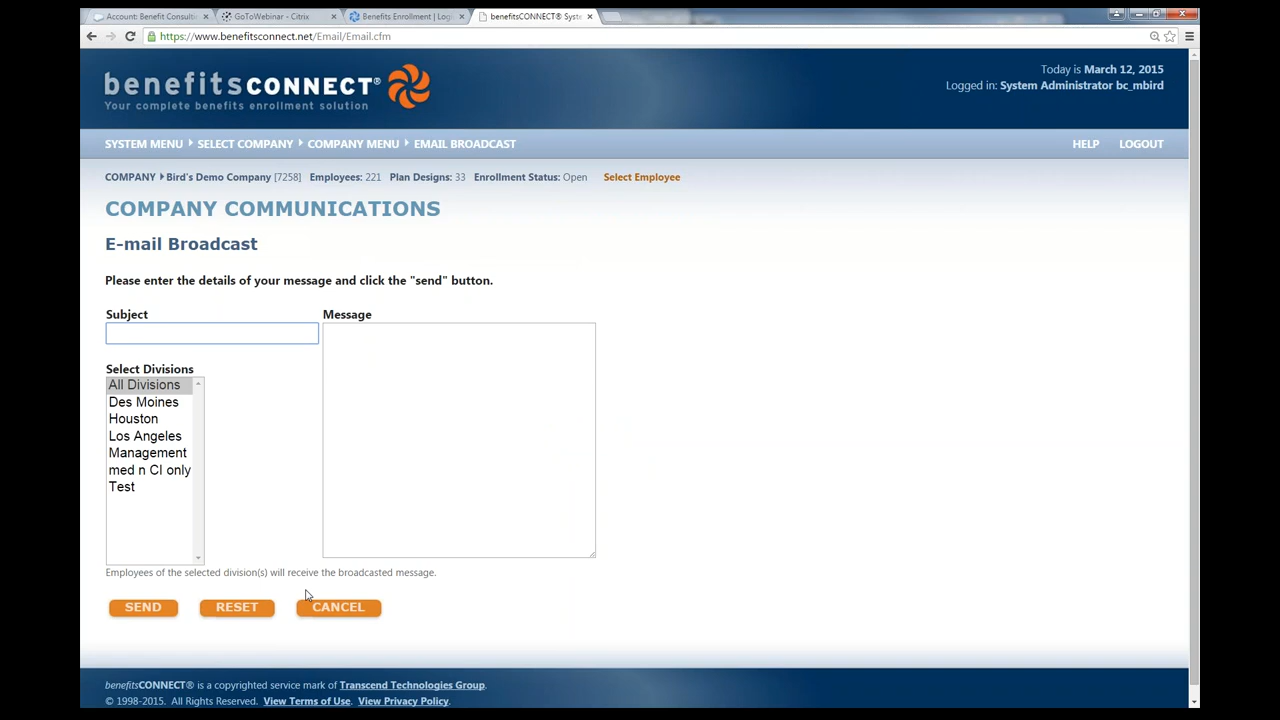 Account: Benefit Consulti
GoToWebinar - Citrix
Benefits Enrollment | Logi
benefitsCONNECT® Syste
https://www.benefitsconnect.net/Email/Email.cfm
benefitsCONNECT®
Your complete benefits enrollment solution
Today is March 12, 2015
Logged in: System Administrator bc_mbird
SYSTEM MENU SELECT COMPANY COMPANY MENU EMAIL BROADCAST HELP LOGOUT
COMPANY Bird's Demo Company [7258] Employees: 221 Plan Designs: 33 Enrollment Status: Open Select Employee
COMPANY COMMUNICATIONS
E-mail Broadcast
Please enter the details of your message and click the "send" button.
Subject
Message
Select Divisions
All Divisions
Des Moines
Houston
Los Angeles
Management
med n CI only
Test
Employees of the selected division(s) will receive the broadcasted message.
SEND RESET CANCEL
benefitsCONNECT® is a copyrighted service mark of Transcend Technologies Group.
© 1998-2015. All Rights Reserved. View Terms of Use. View Privacy Policy.